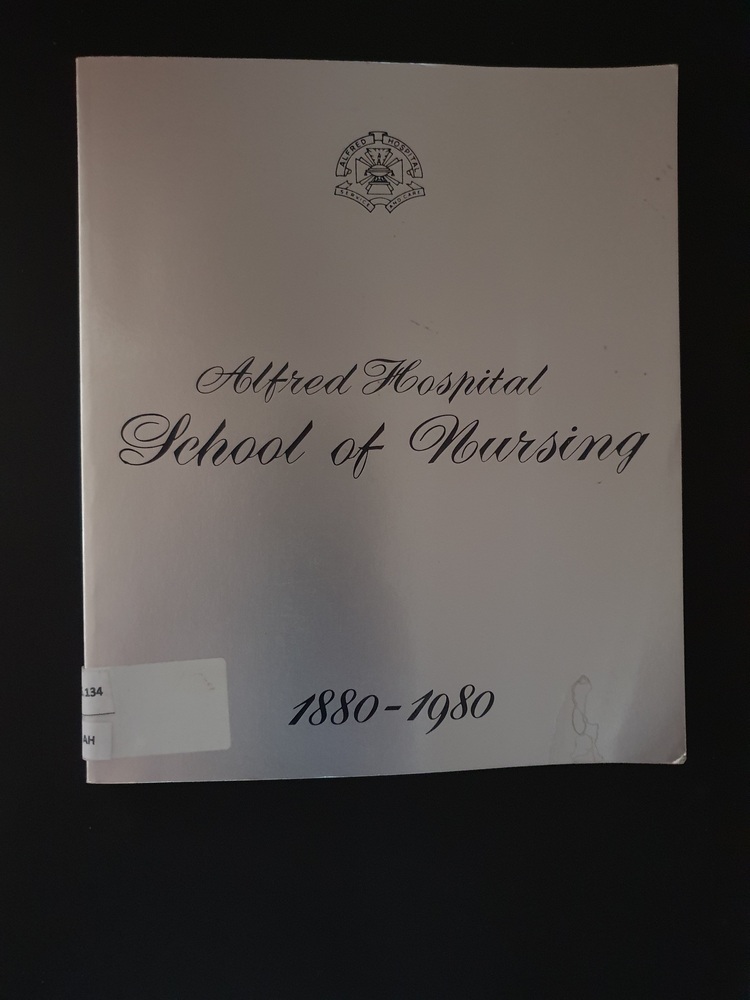 ALFRED HOSPITAL
SERVICE AND CARE
Alfred Hospital
School of Nursing
1880-1980
.134
AH